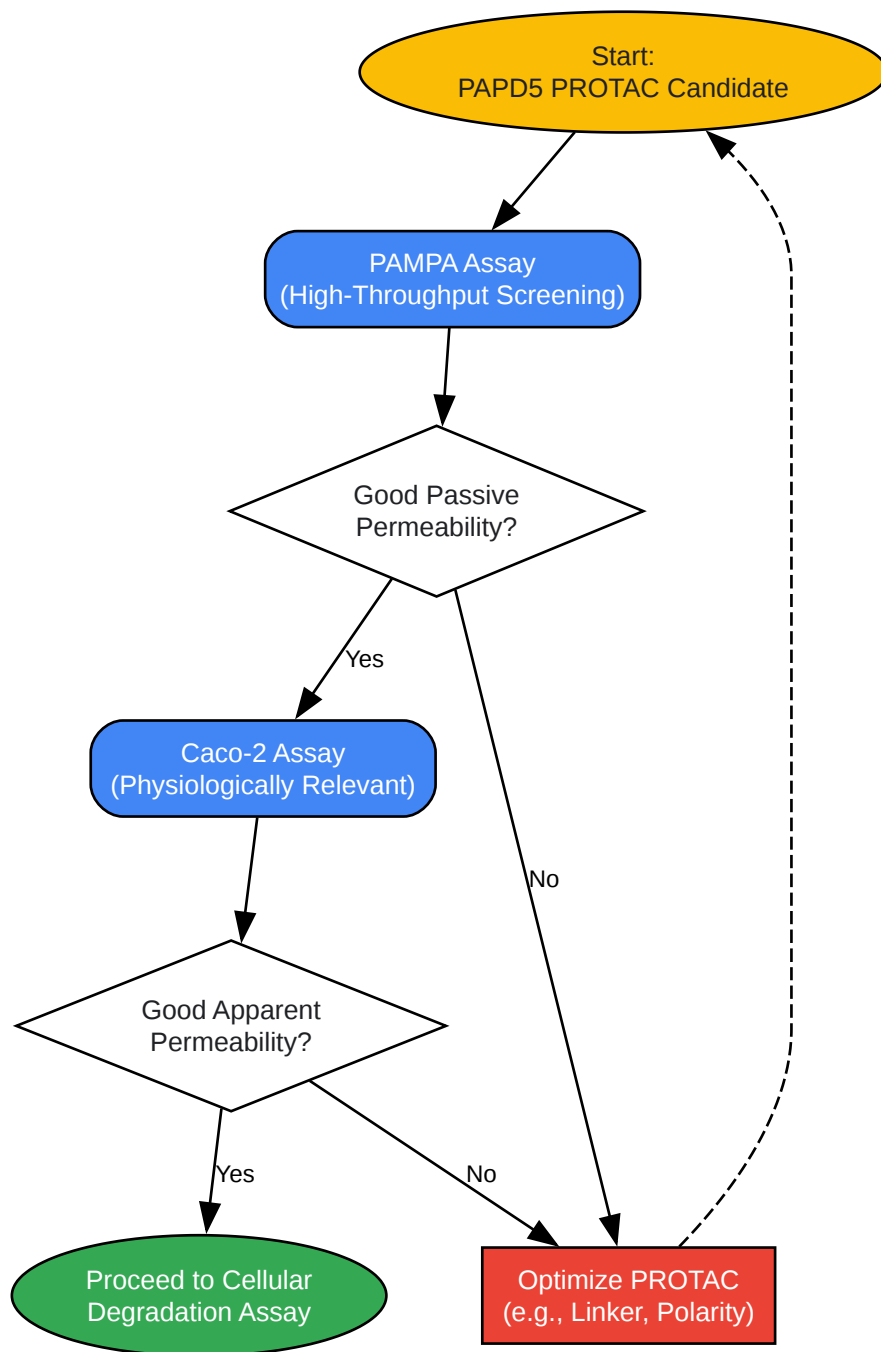 Start:
PAPD5 PROTAC Candidate
PAMPA Assay
(High-Throughput Screening)
Good Passive
Permeability?
Yes
Caco-2 Assay
(Physiologically Relevant)
No
Good Apparent
Permeability?
Yes
No
Proceed to Cellular
Degradation Assay
Optimize PROTAC
(e.g., Linker, Polarity)